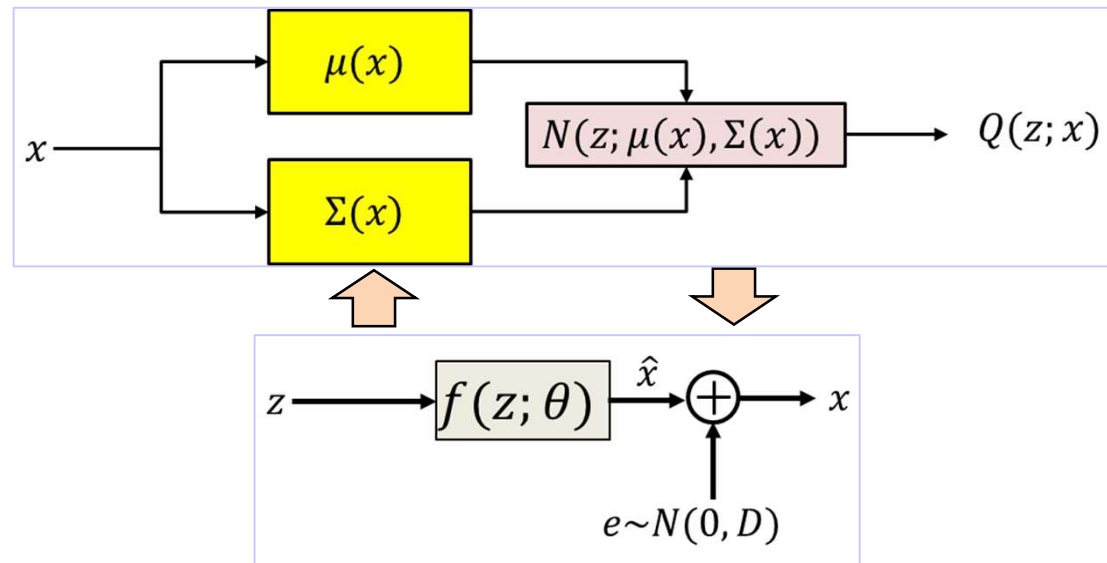 μ(x)
x
N(z; μ(x), Σ(x))
Q(z; x)
Σ(x)
x̂
z
f(z; θ)
+
x
e~N(0, D)